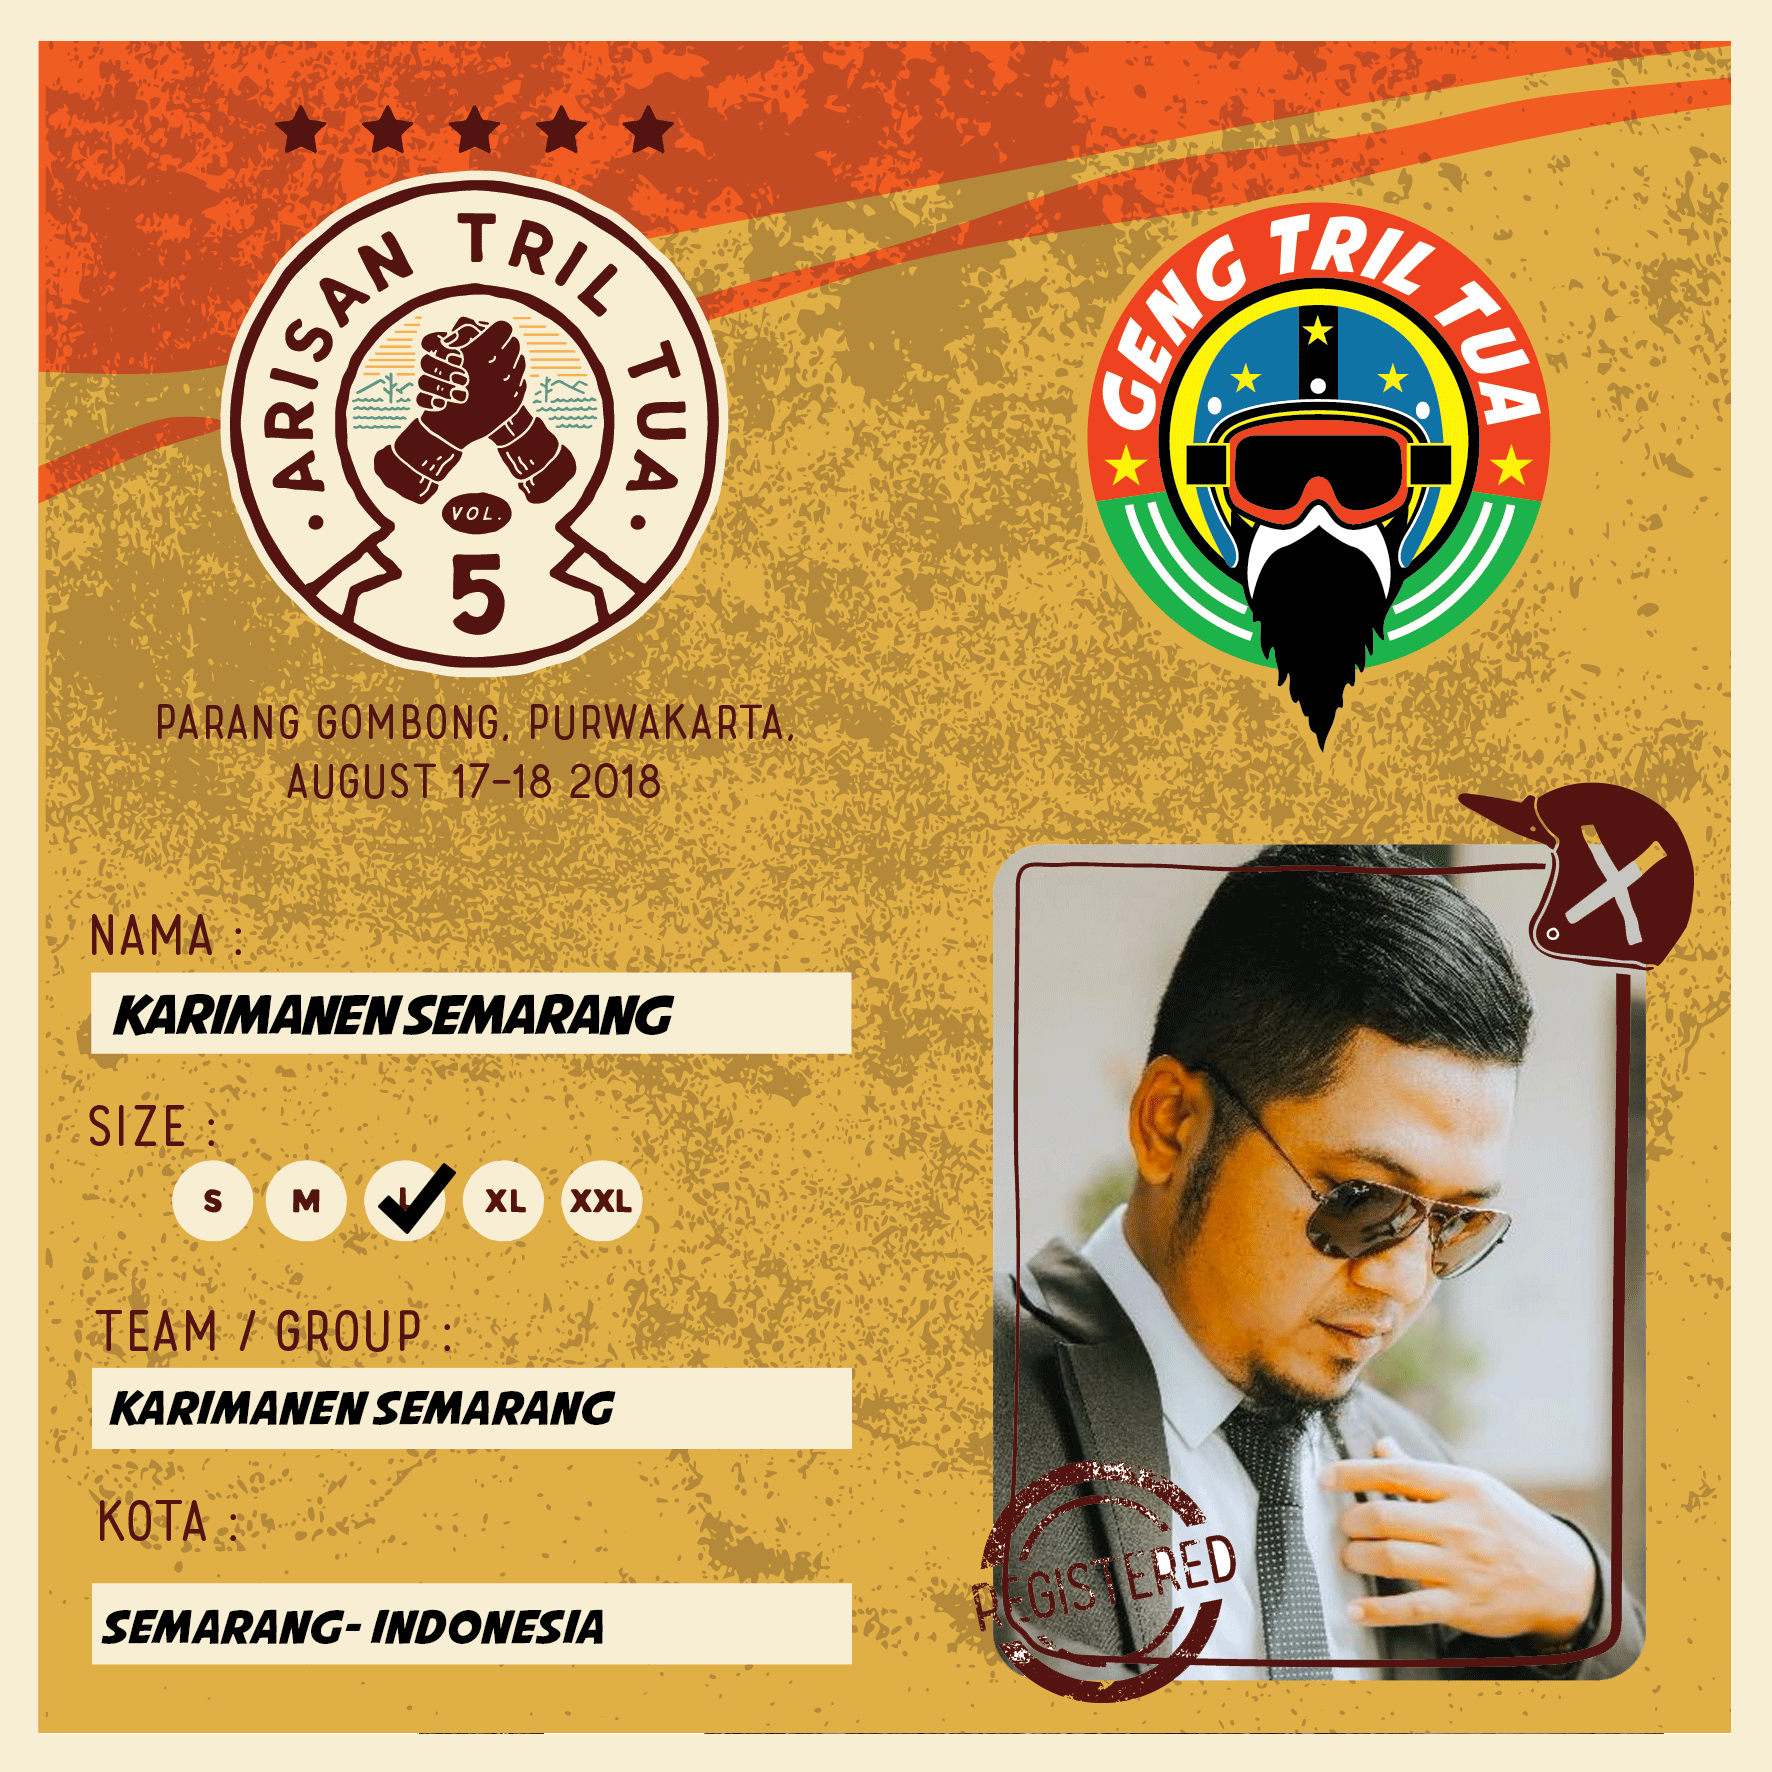 ARISAN TRIL TUA
VOL.
5
GENG TRIL TUA
PARANG GOMBONG, PURWAKARTA,
AUGUST 17-18 2018
NAMA :
KARIMANEN SEMARANG
SIZE :
S M L XL XXL
TEAM / GROUP :
KARIMANEN SEMARANG
KOTA :
SEMARANG- INDONESIA
REGISTERED